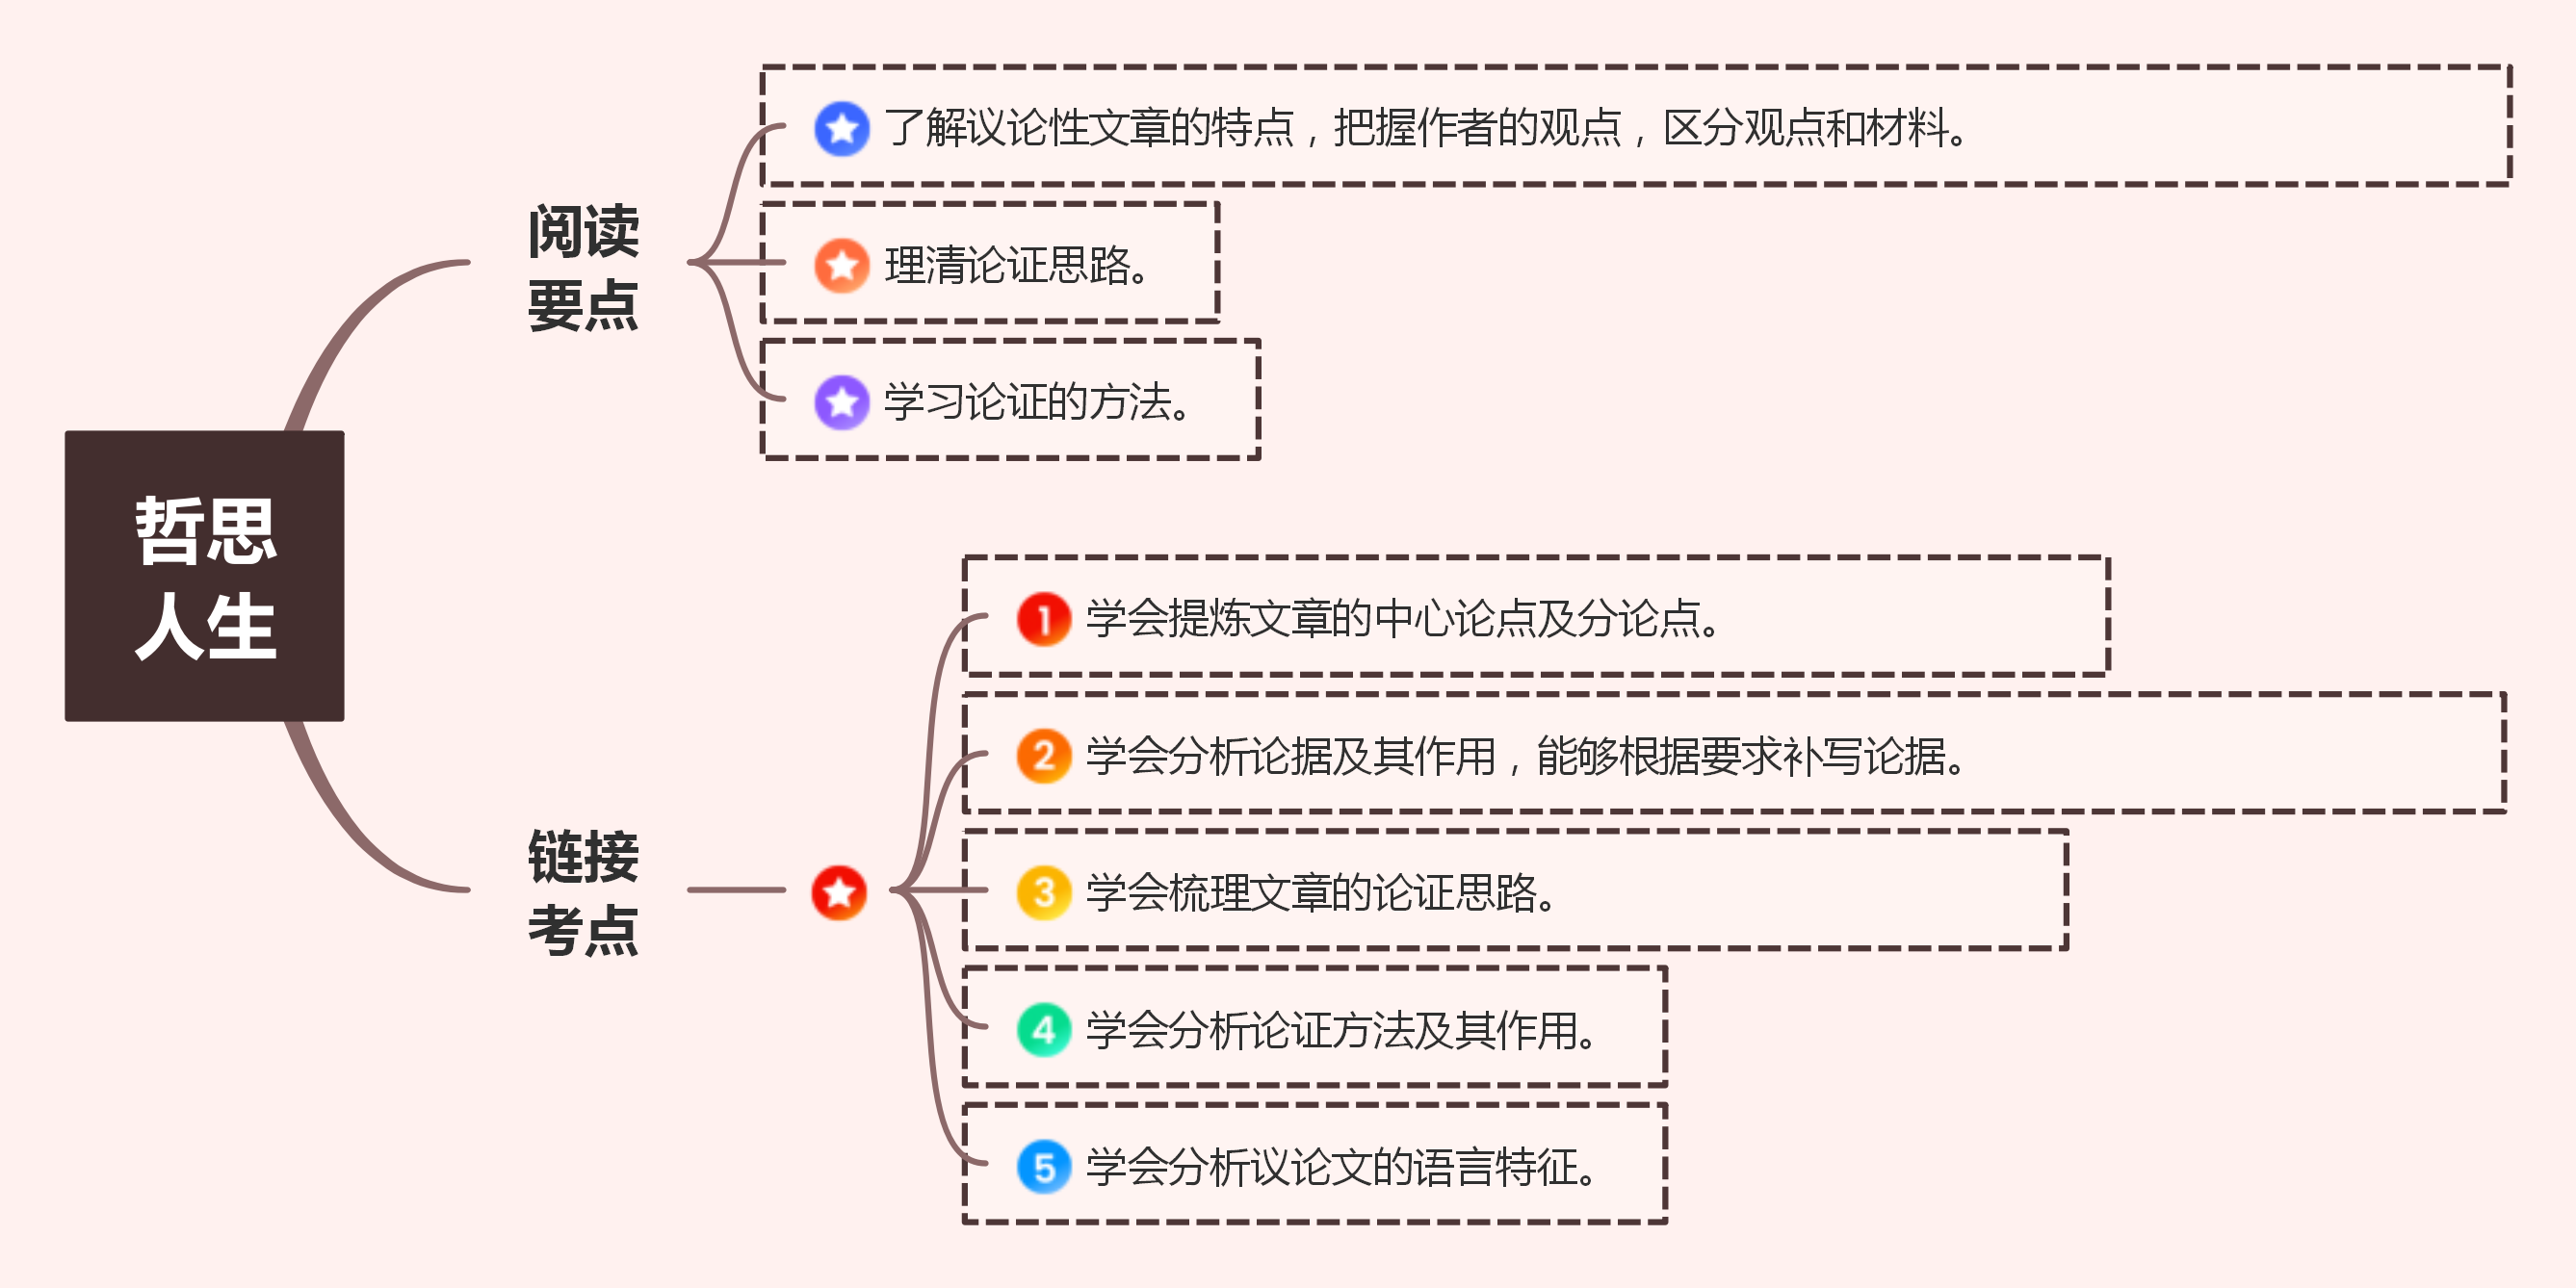 哲思
人生
阅读
要点
了解议论性文章的特点，把握作者的观点，区分观点和材料。
理清论证思路。
学习论证的方法。
链接
考点
1 学会提炼文章的中心论点及分论点。
2 学会分析论据及其作用，能够根据要求补写论据。
3 学会梳理文章的论证思路。
4 学会分析论证方法及其作用。
5 学会分析议论文的语言特征。